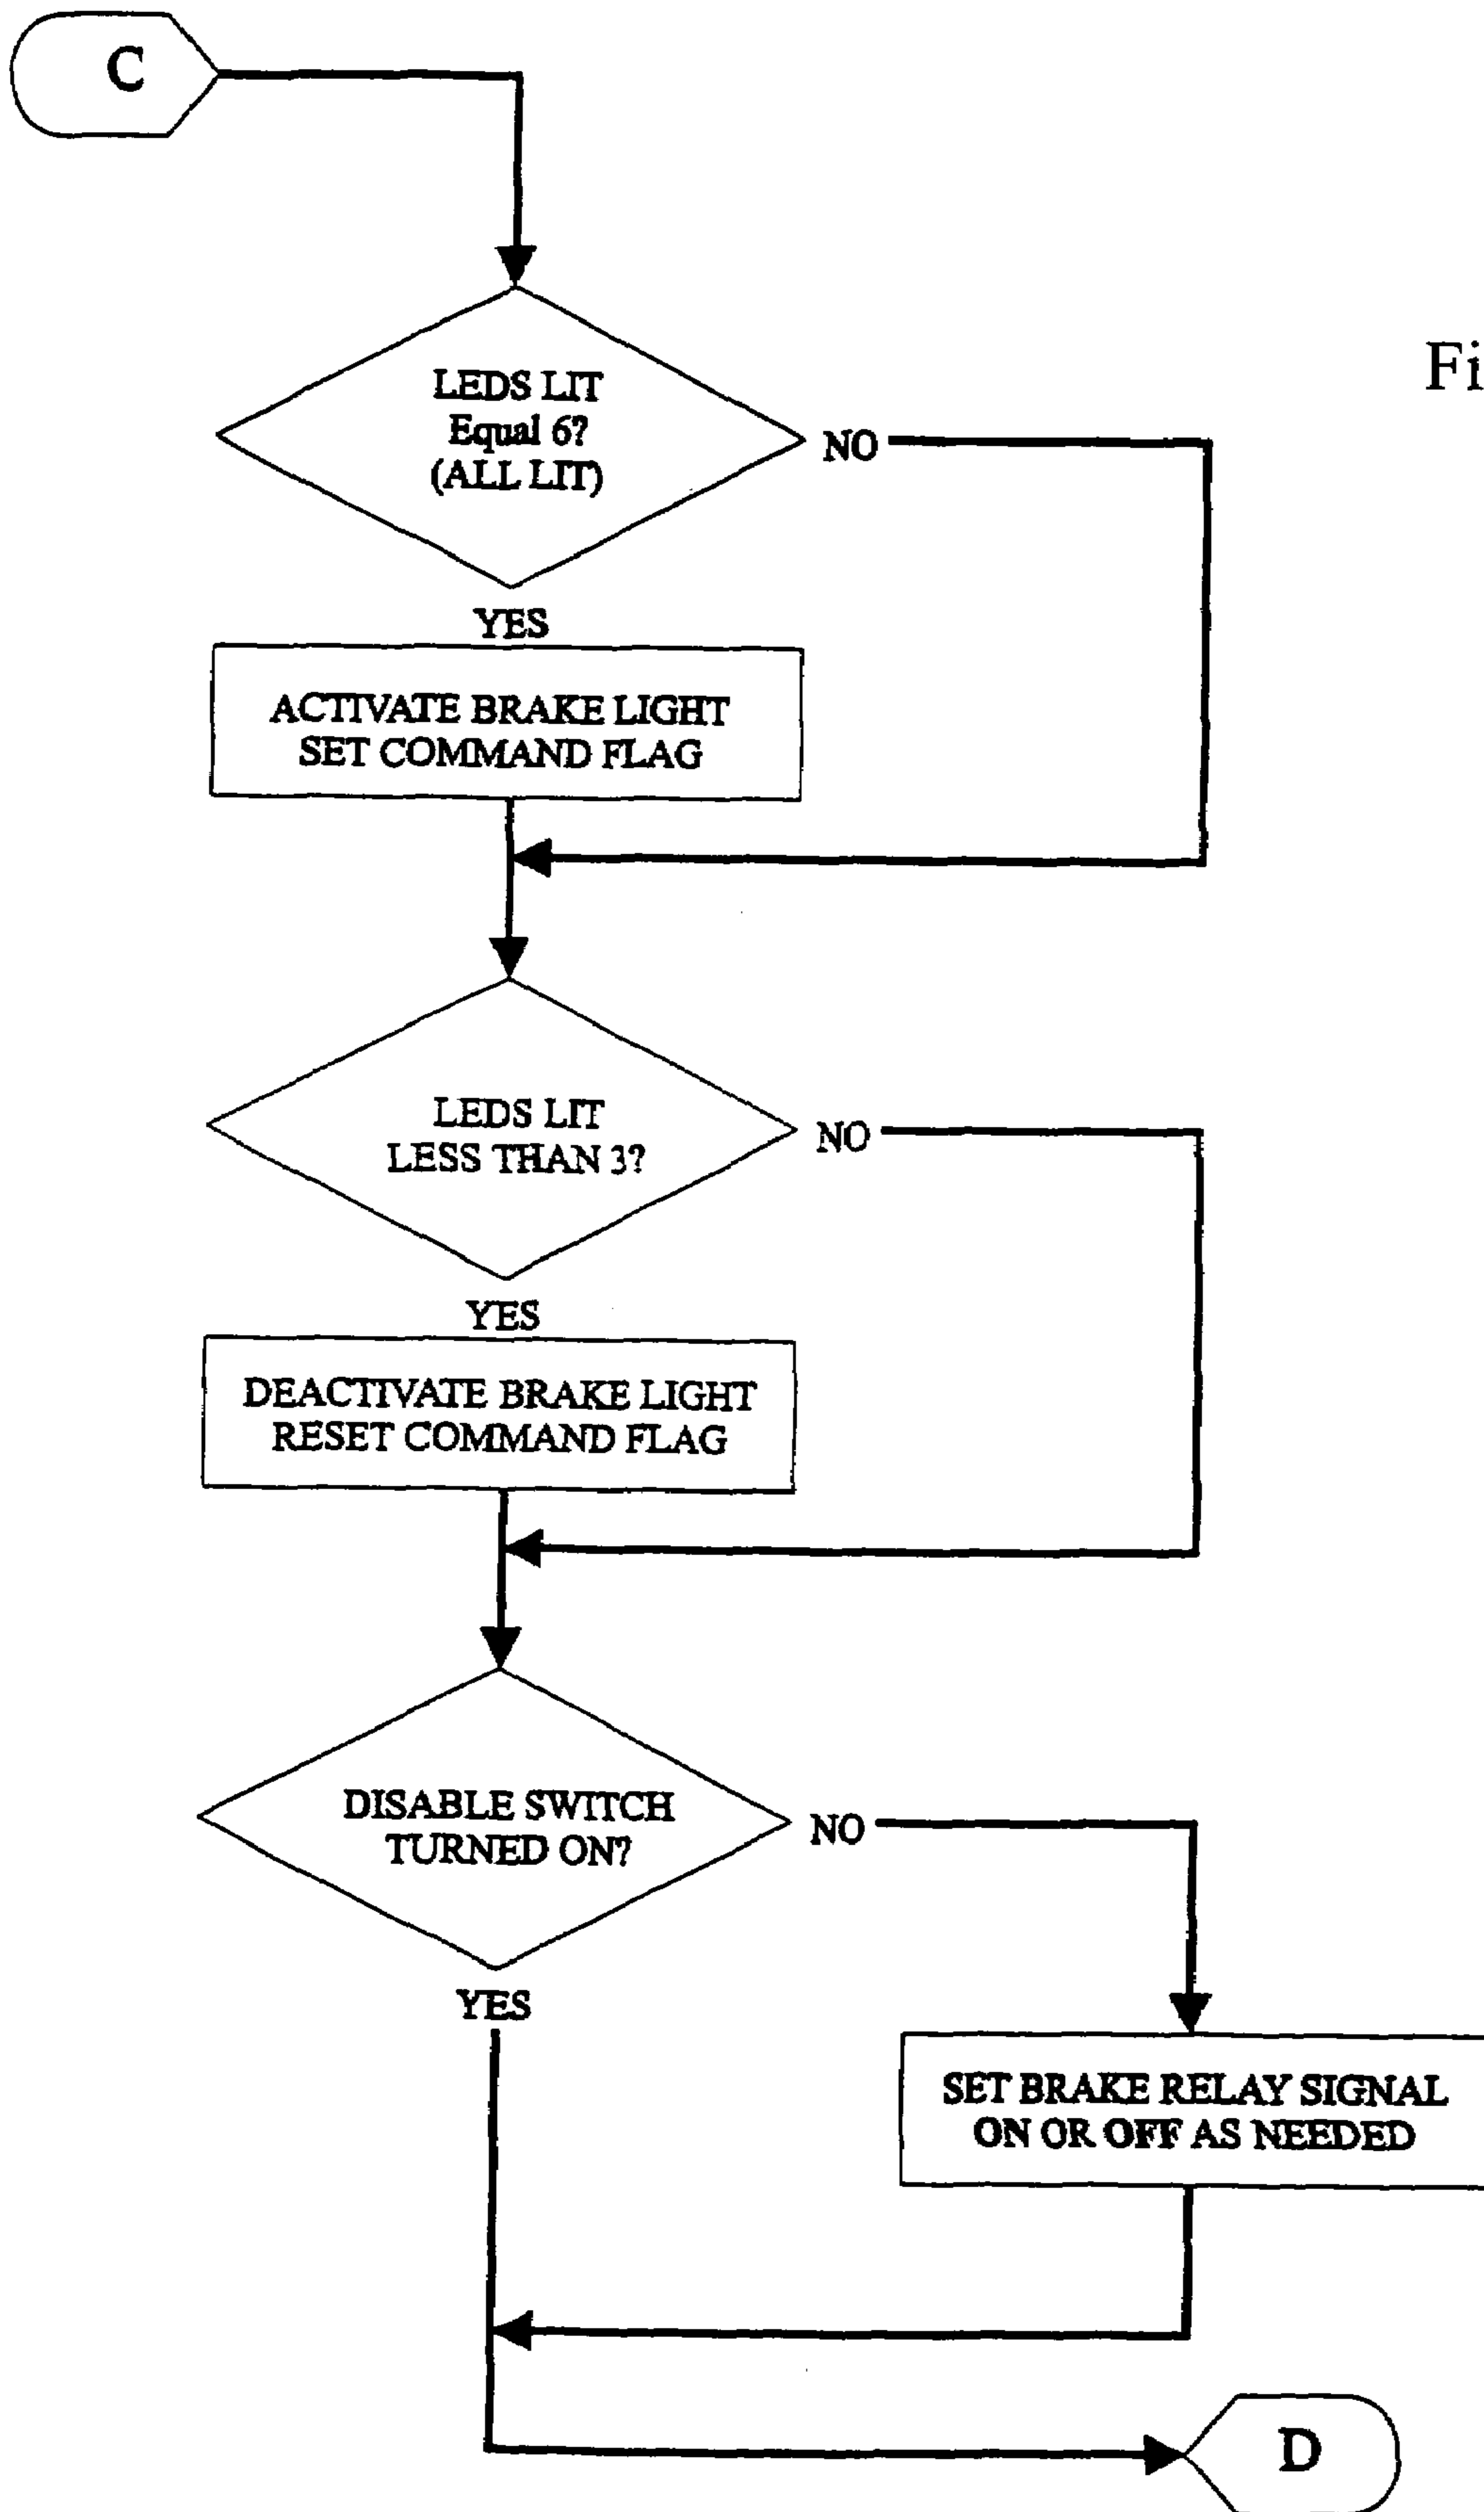 C
Fi
LEDS LIT
Equal 6?
(ALL LIT)
NO
YES
ACTIVATE BRAKE LIGHT
SET COMMAND FLAG
LEDS LIT
LESS THAN 3?
NO
YES
DEACTIVATE BRAKE LIGHT
RESET COMMAND FLAG
DISABLE SWITCH
TURNED ON?
NO
YES
SET BRAKE RELAY SIGNAL
ON OR OFF AS NEEDED
D